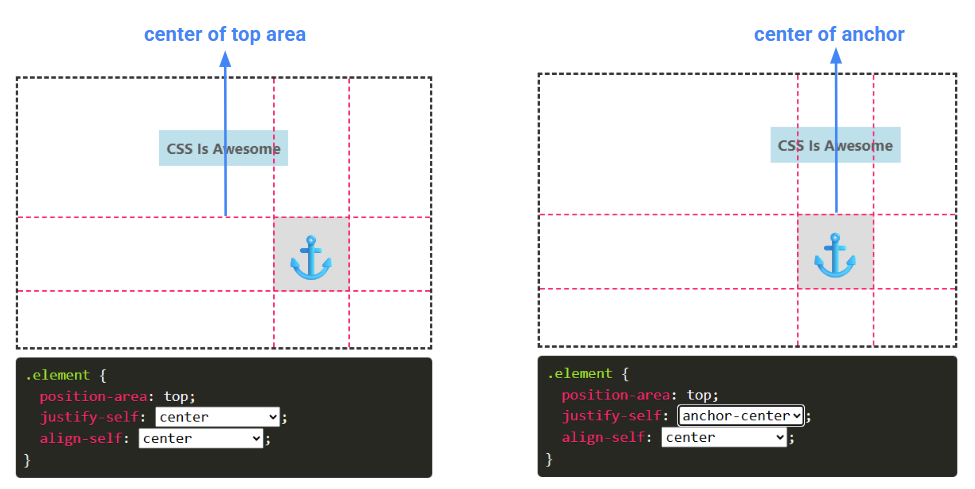 center of top area
CSS Is Awesome
.element {
position-area: top;
justify-self: center;
align-self: center;
}
center of anchor
CSS Is Awesome
.element {
position-area: top;
justify-self: anchor-center;
align-self: center;
}